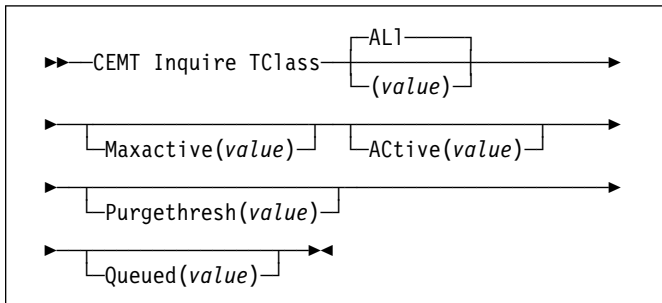 ALl
CEMT Inquire TClass
(value)
Maxactive(value) ACtive(value)
Purgethresh(value)
Queued(value)